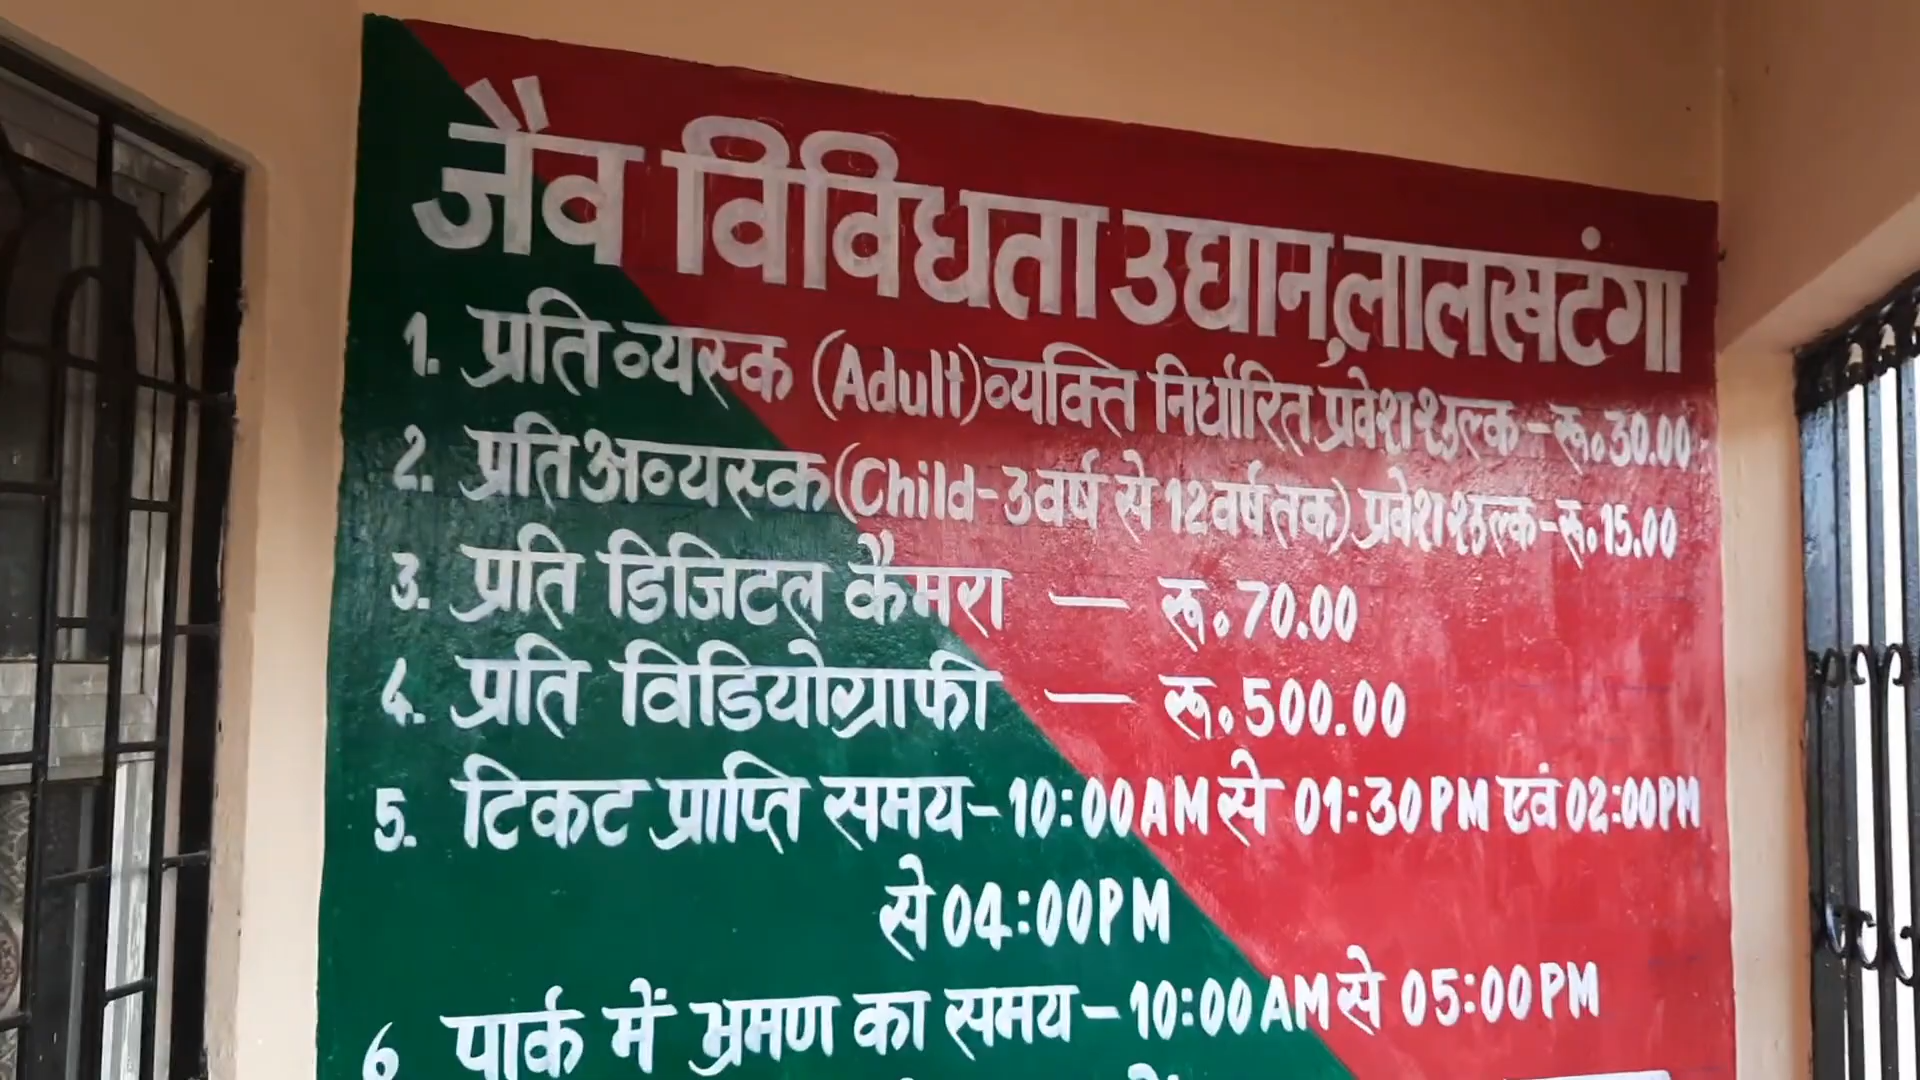 जैव विविधता उद्यान,लालखटंगा
1. प्रति व्यस्क (Adult) व्यक्ति निर्धारित प्रवेश शुल्क - रू॰ 30.00
2. प्रति अव्यस्क (Child-3 वर्ष से 12 वर्ष तक) प्रवेश शुल्क - रू॰ 15.00
3. प्रति डिजिटल कैमरा — रू॰ 70.00
4. प्रति विडियोग्राफी — रू॰ 500.00
5. टिकट प्राप्ति समय - 10:00 AM से 01:30 PM एवं 02:00 PM
से 04:00 PM
6 पार्क में भ्रमण का समय - 10:00 AM से 05:00 PM